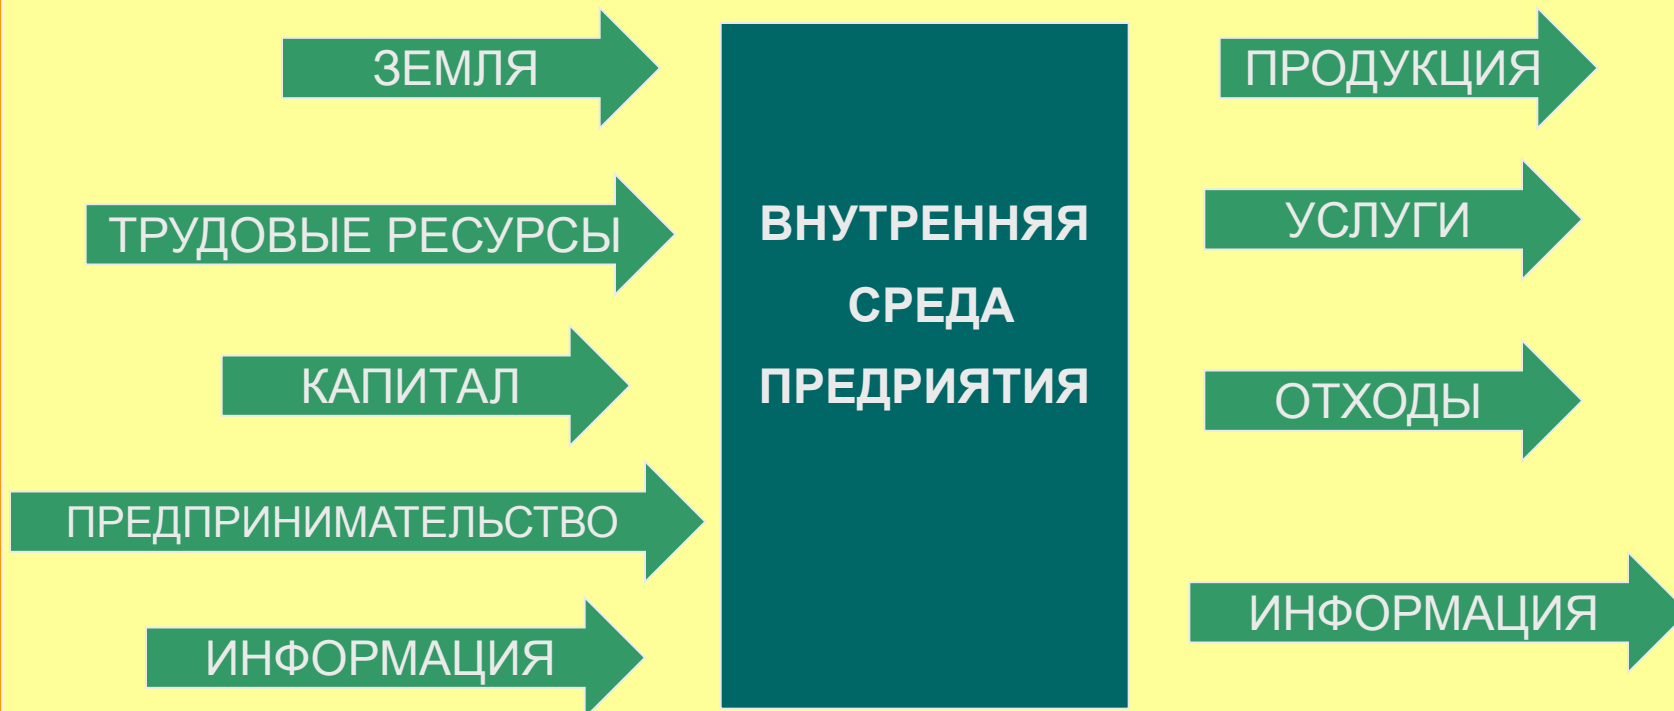 ЗЕМЛЯ
ТРУДОВЫЕ РЕСУРСЫ
КАПИТАЛ
ПРЕДПРИНИМАТЕЛЬСТВО
ИНФОРМАЦИЯ
ВНУТРЕННЯЯ
СРЕДА
ПРЕДРИЯТИЯ
ПРОДУКЦИЯ
УСЛУГИ
ОТХОДЫ
ИНФОРМАЦИЯ